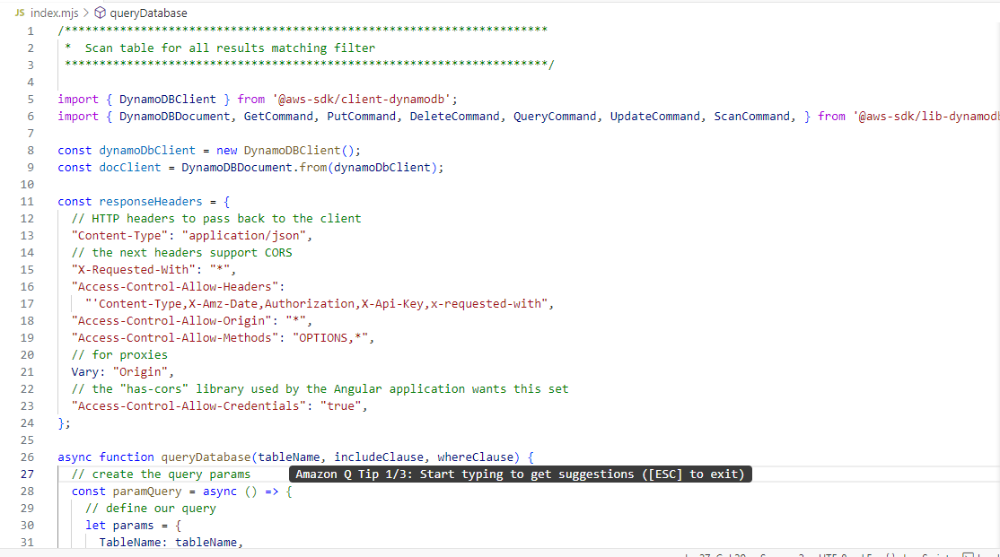 JS index.mjs > queryDatabase
1 /**********************************************************************
2 * Scan table for all results matching filter
3 **********************************************************************/
4
5 import { DynamoDBClient } from '@aws-sdk/client-dynamodb';
6 import { DynamoDBDocument, GetCommand, PutCommand, DeleteCommand, QueryCommand, UpdateCommand, ScanCommand, } from '@aws-sdk/lib-dynamodb
7
8 const dynamoDbClient = new DynamoDBClient();
9 const docClient = DynamoDBDocument.from(dynamoDbClient);
10
11 const responseHeaders = {
12 // HTTP headers to pass back to the client
13 "Content-Type": "application/json",
14 // the next headers support CORS
15 "X-Requested-With": "*",
16 "Access-Control-Allow-Headers":
17 "'Content-Type,X-Amz-Date,Authorization,X-Api-Key,x-requested-with",
18 "Access-Control-Allow-Origin": "*",
19 "Access-Control-Allow-Methods": "OPTIONS,*",
20 // for proxies
21 Vary: "Origin",
22 // the "has-cors" library used by the Angular application wants this set
23 "Access-Control-Allow-Credentials": "true",
24 };
25
26 async function queryDatabase(tableName, includeClause, whereClause) {
27 // create the query params Amazon Q Tip 1/3: Start typing to get suggestions ([ESC] to exit)
28 const paramQuery = async () => {
29 // define our query
30 let params = {
31 TableName: tableName,